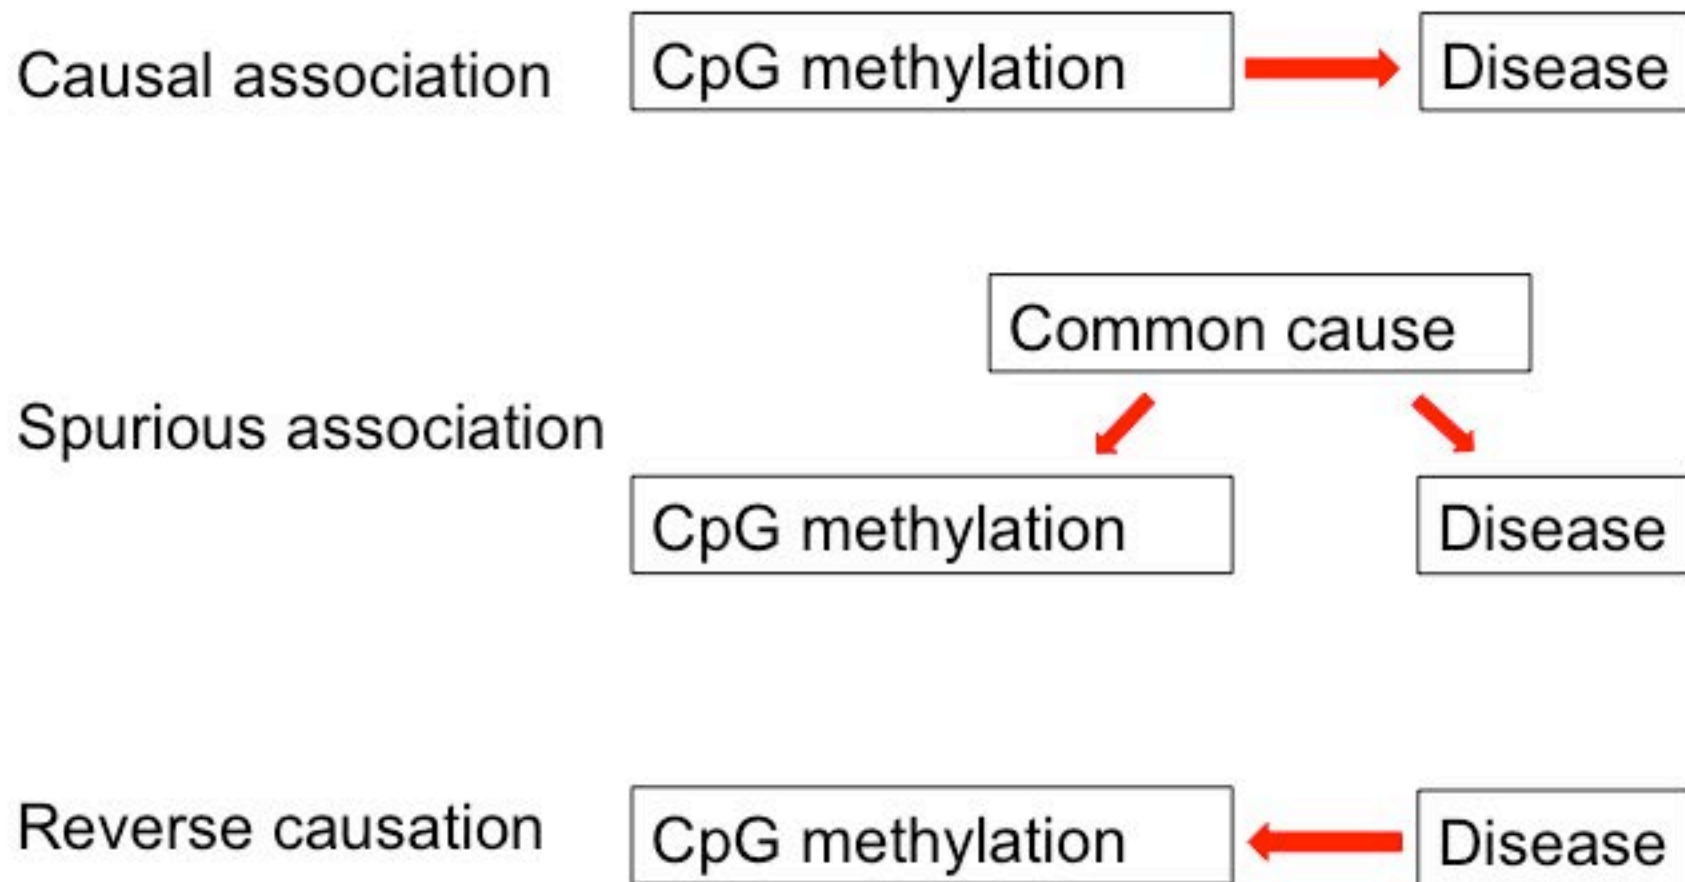 Causal association
CpG methylation
Disease
Common cause
Spurious association
CpG methylation
Disease
Reverse causation
CpG methylation
Disease